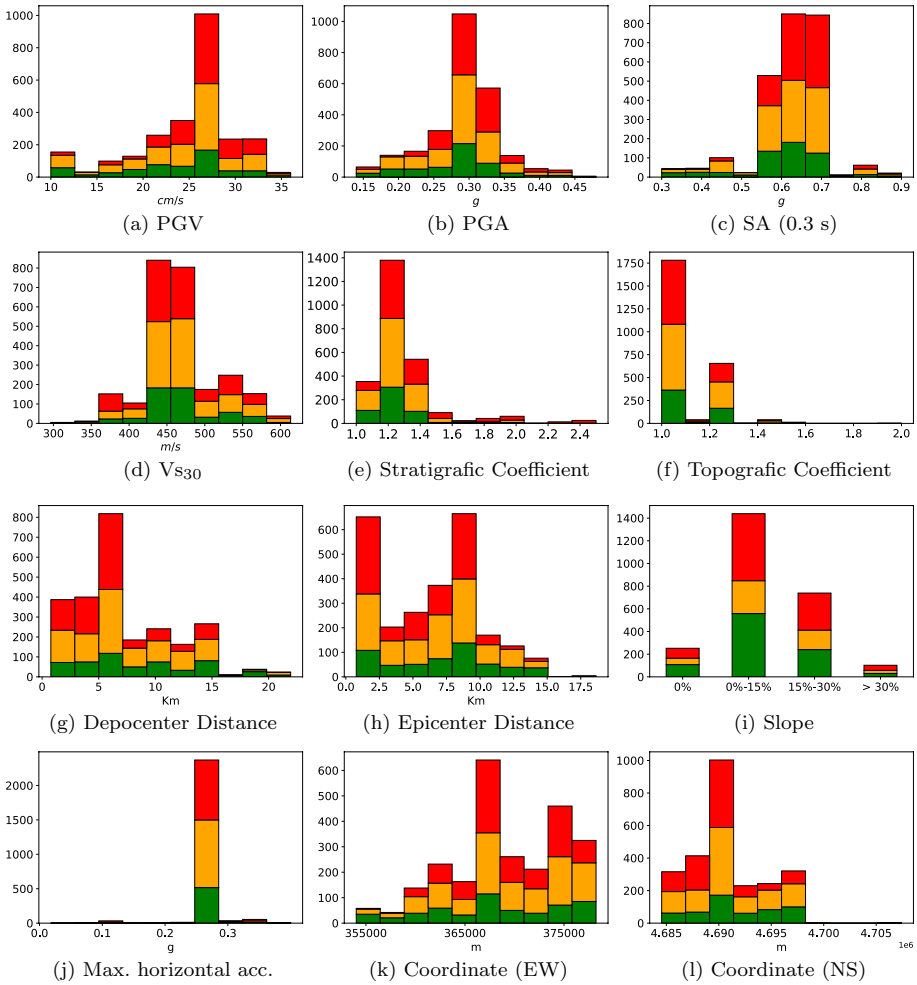 1000
800
600
400
200
0
10 15 20 25 30 35
cm/s
(a) PGV
1000
800
600
400
200
0
0.15 0.20 0.25 0.30 0.35 0.40 0.45
g
(b) PGA
800
700
600
500
400
300
200
100
0
0.3 0.4 0.5 0.6 0.7 0.8 0.9
g
(c) SA (0.3 s)
800
700
600
500
400
300
200
100
0
300 350 400 450 500 550 600
m/s
(d) Vs30
1400
1200
1000
800
600
400
200
0
1.0 1.2 1.4 1.6 1.8 2.0 2.2 2.4
(e) Stratigrafic Coefficient
1750
1500
1250
1000
750
500
250
0
1.0 1.2 1.4 1.6 1.8 2.0
(f) Topografic Coefficient
800
700
600
500
400
300
200
100
0
0 5 10 15 20
Km
(g) Depocenter Distance
600
500
400
300
200
100
0
0.0 2.5 5.0 7.5 10.0 12.5 15.0 17.5
Km
(h) Epicenter Distance
1400
1200
1000
800
600
400
200
0
0% 0%-15% 15%-30% > 30%
(i) Slope
2000
1500
1000
500
0
0.0 0.1 0.2 0.3
g
(j) Max. horizontal acc.
600
500
400
300
200
100
0
355000 365000 375000
m
(k) Coordinate (EW)
1000
800
600
400
200
0
4.685 4.690 4.695 4.700 4.705
m 1e6
(l) Coordinate (NS)